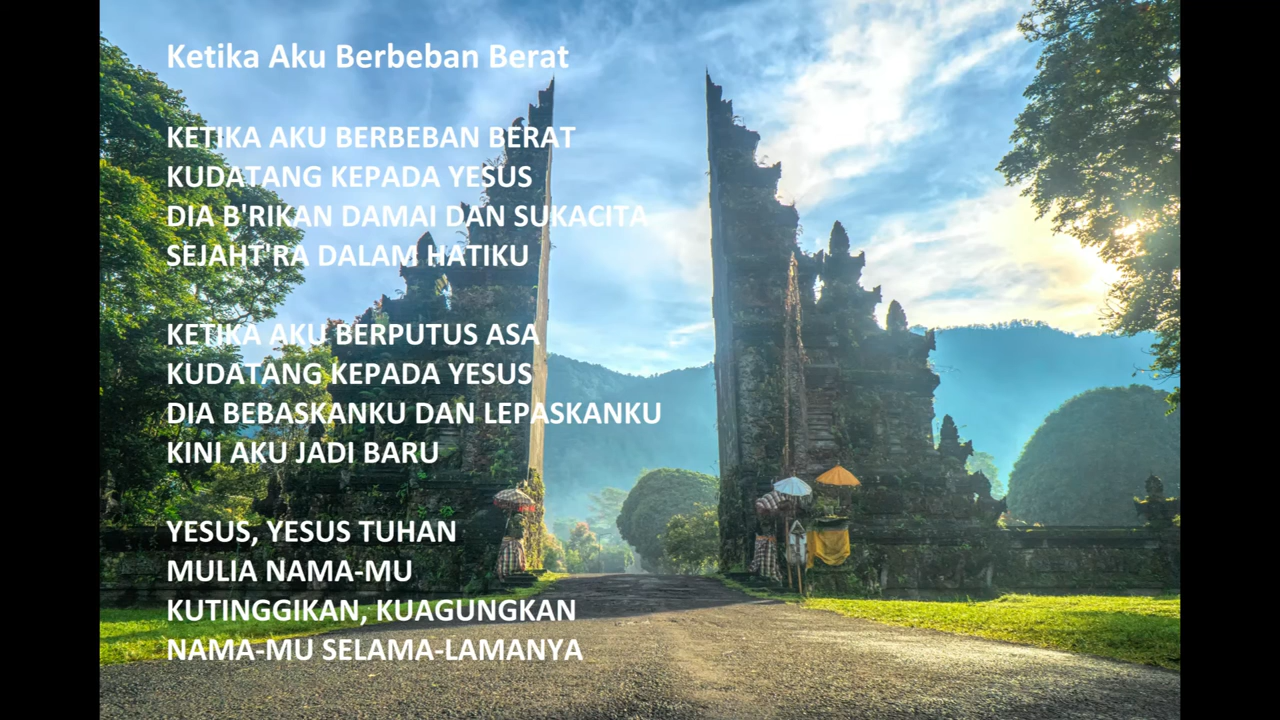 Ketika Aku Berbeban Berat
KETIKA AKU BERBEBAN BERAT
KUDATANG KEPADA YESUS
DIA B'RIKAN DAMAI DAN SUKACITA
SEJAHT'RA DALAM HATIKU
KETIKA AKU BERPUTUS ASA
KUDATANG KEPADA YESUS
DIA BEBASKANKU DAN LEPASKANKU
KINI AKU JADI BARU
YESUS, YESUS TUHAN
MULIA NAMA-MU
KUTINGGIKAN, KUAGUNGKAN
NAMA-MU SELAMA-LAMANYA